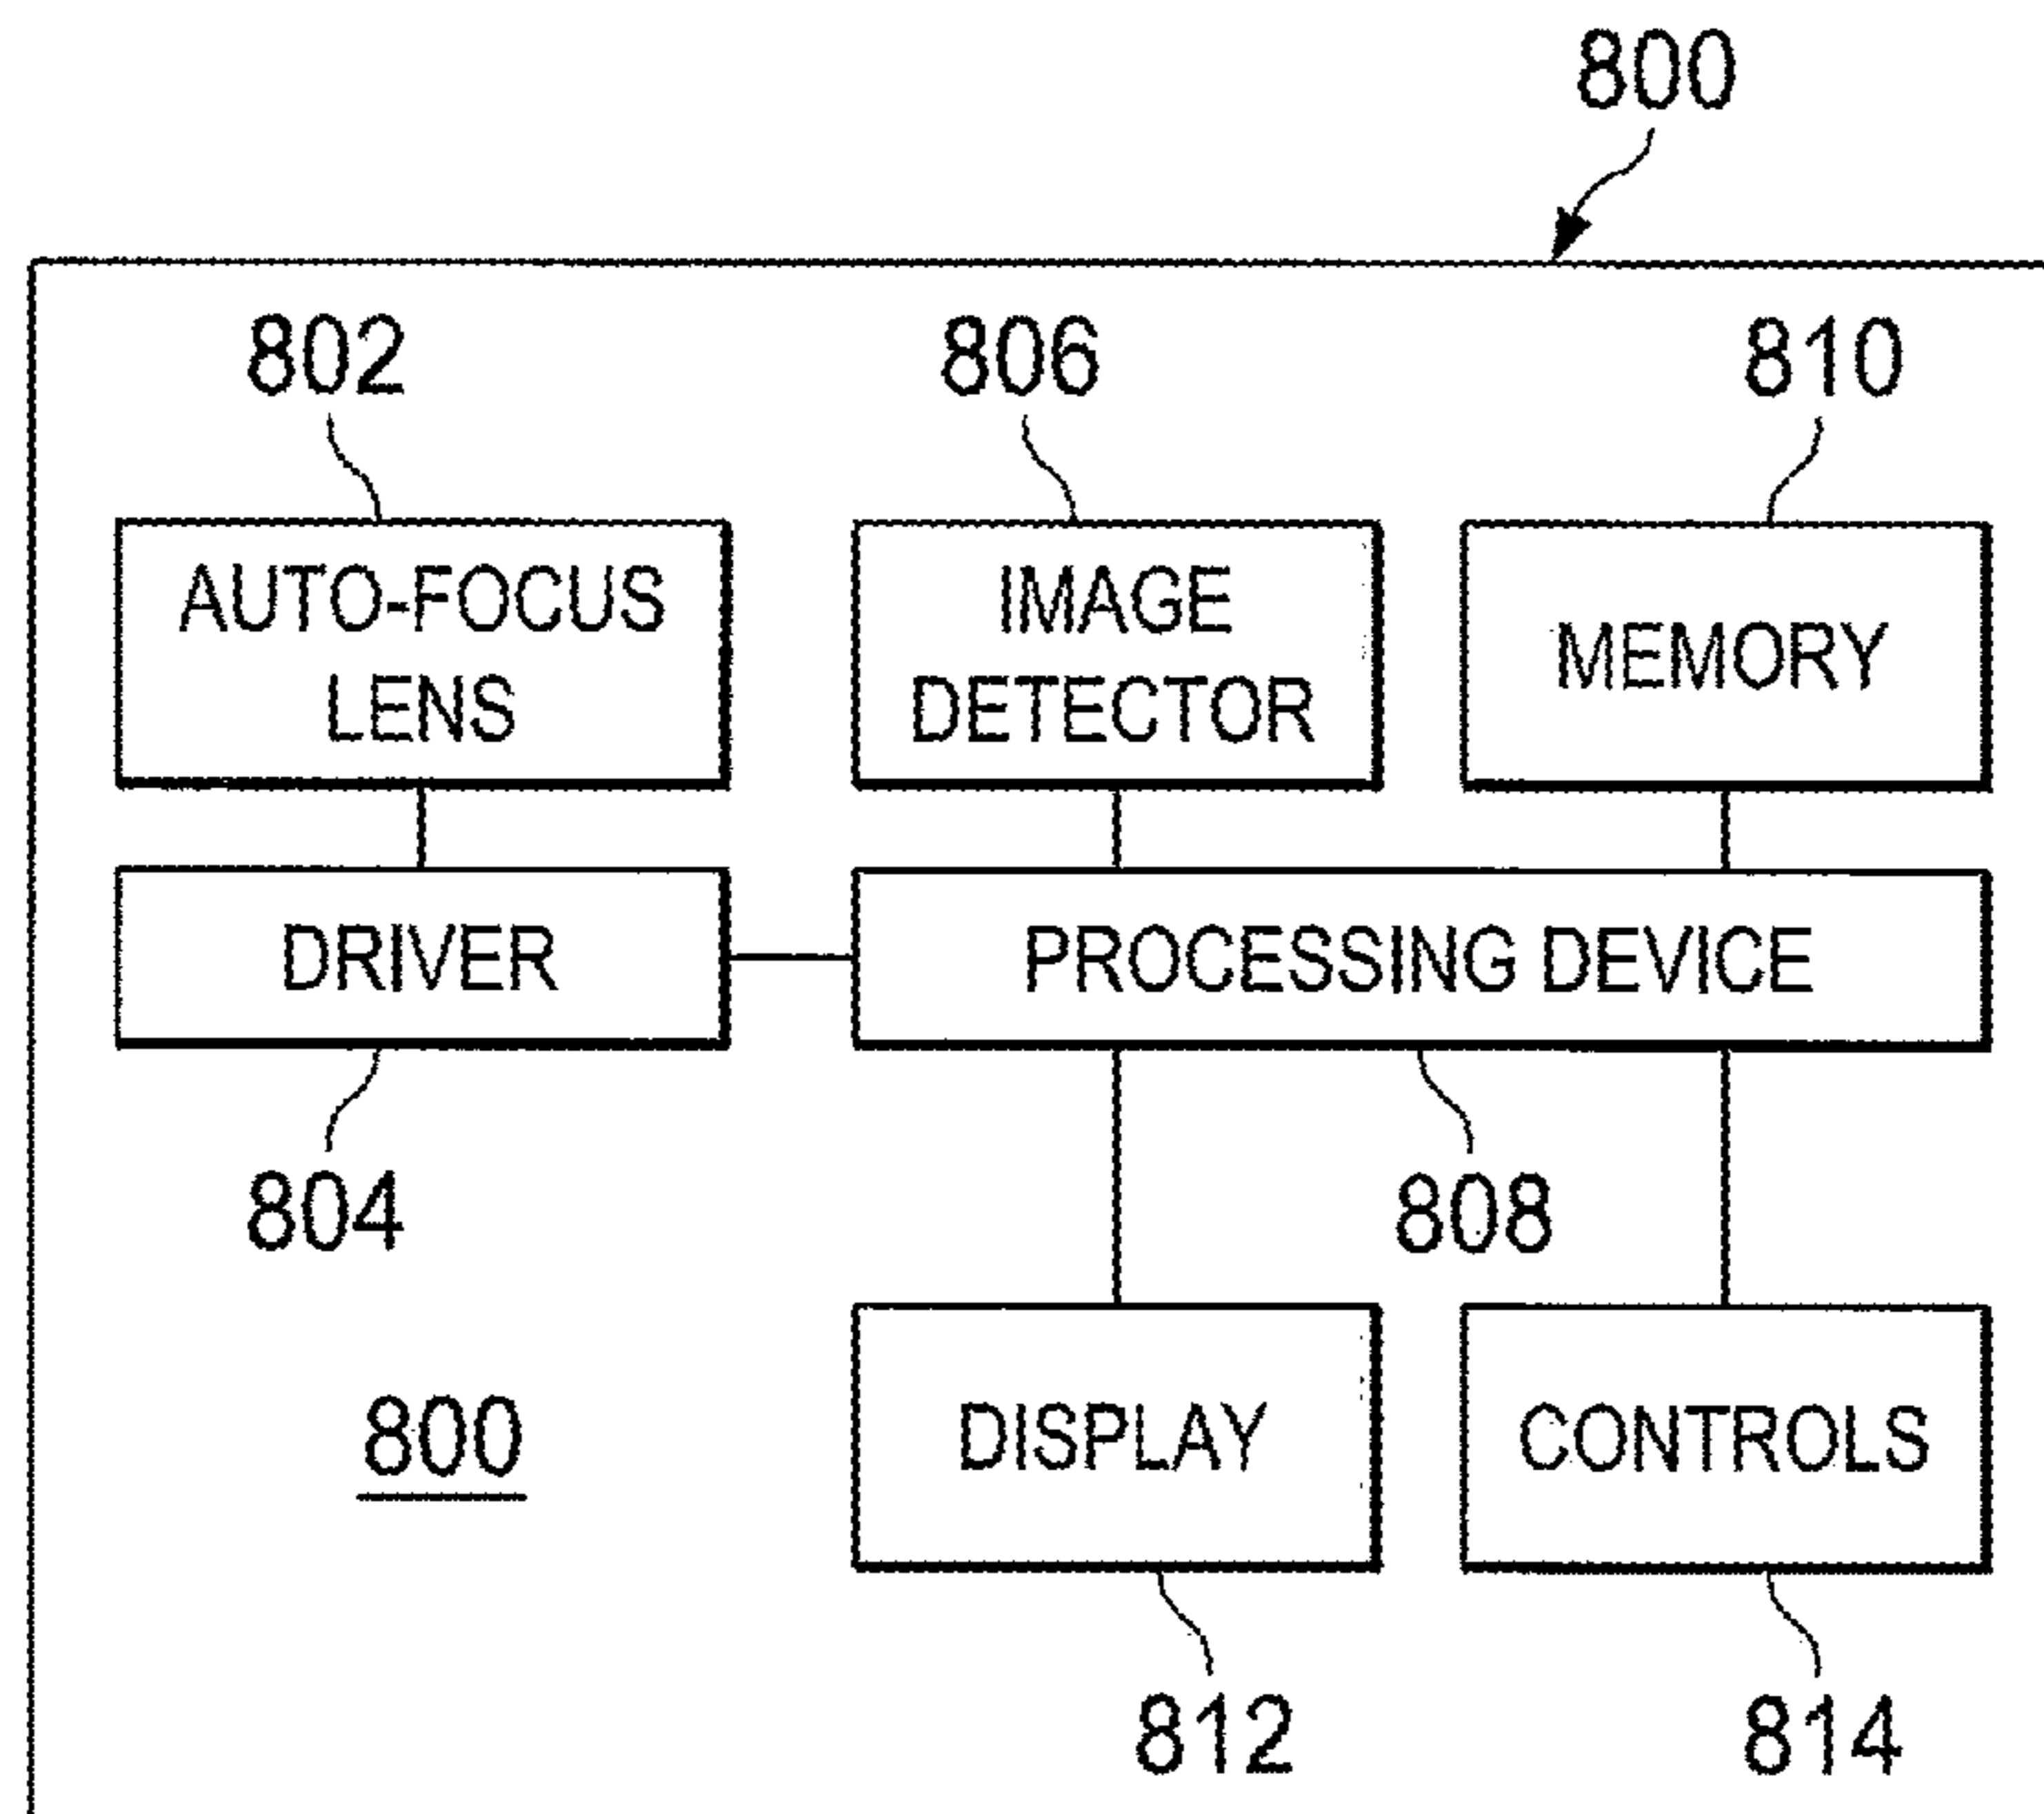 800
802
806
810
AUTO-FOCUS
LENS
IMAGE
DETECTOR
MEMORY
DRIVER
PROCESSING DEVICE
804
808
800
DISPLAY
CONTROLS
812
814